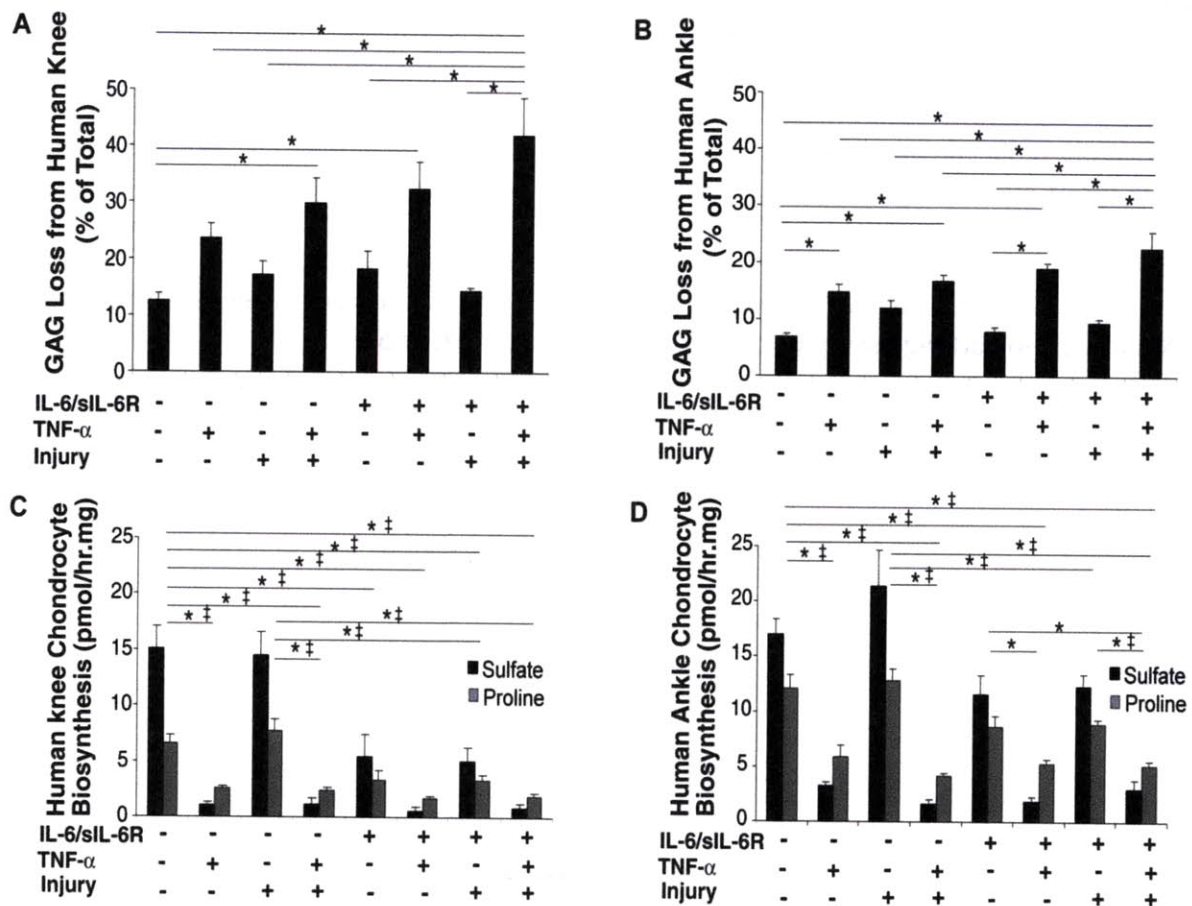 A
GAG Loss from Human Knee
(% of Total)
* * * * *
* *
50
40
30
20
10
0
IL-6/sIL-6R - - - - + + + +
TNF-α - + - + - + - +
Injury - - + + - - + +
B
GAG Loss from Human Ankle
(% of Total)
* * * * * *
* * * *
50
40
30
20
10
0
IL-6/sIL-6R - - - - + + + +
TNF-α - + - + - + - +
Injury - - + + - - + +
C
Human knee Chondrocyte
Biosynthesis (pmol/hr.mg)
* ‡
* ‡
* ‡
* ‡
* ‡
* ‡
* ‡
* ‡
* ‡
25
20
15
10
5
0
Sulfate
Proline
IL-6/sIL-6R - - - - + + + +
TNF-α - + - + - + - +
Injury - - + + - - + +
D
Human Ankle Chondrocyte
Biosynthesis (pmol/hr.mg)
* ‡
* ‡
* ‡
* ‡
* ‡
* ‡
* ‡
*
*
* ‡
25
20
15
10
5
0
Sulfate
Proline
IL-6/sIL-6R - - - - + + + +
TNF-α - + - + - + - +
Injury - - + + - - + +